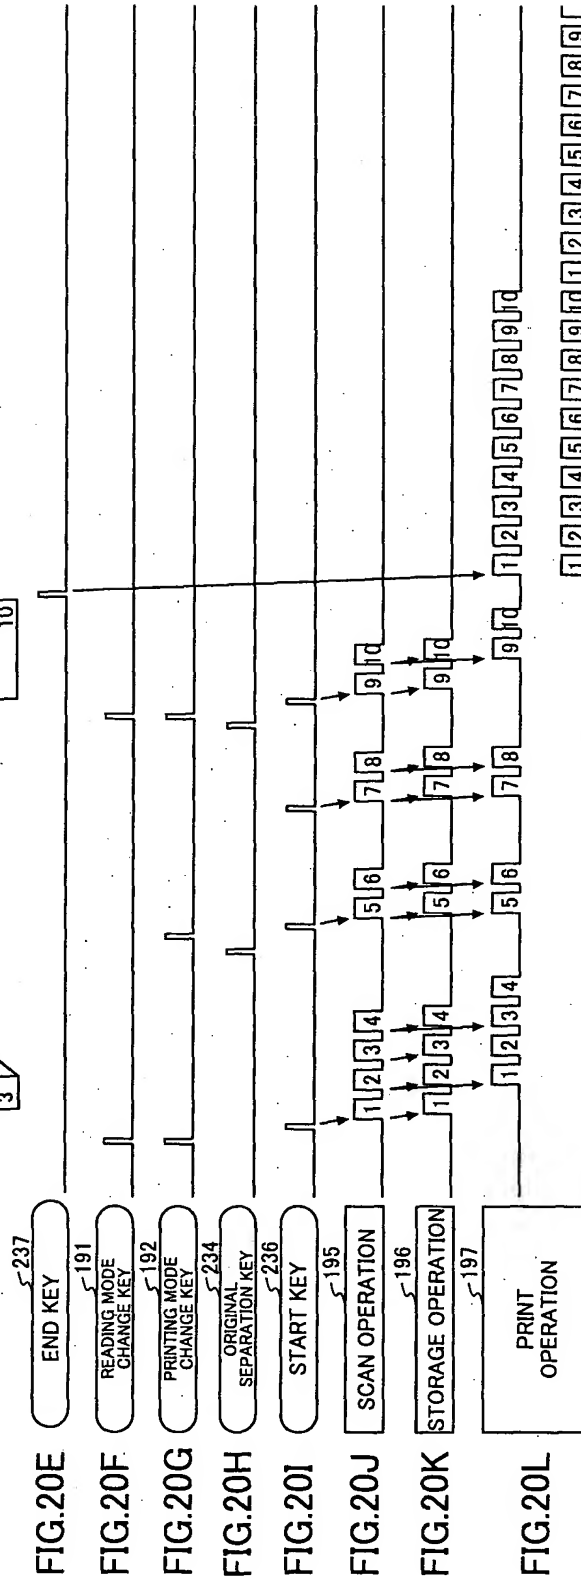 3 10
FIG.20E END KEY 237
FIG.20F READING MODE CHANGE KEY 191
FIG.20G PRINTING MODE CHANGE KEY 192
FIG.20H ORIGINAL SEPARATION KEY 234
FIG.20I START KEY 236
FIG.20J SCAN OPERATION 195 1 2 3 4 5 6 7 8 9 10
FIG.20K STORAGE OPERATION 196 1 2 3 4 5 6 7 8 9 10
FIG.20L PRINT OPERATION 197 1 2 3 4 5 6 7 8 9 10 1 2 3 4 5 6 7 8 9 10
1 2 3 4 5 6 7 8 9 10 1 2 3 4 5 6 7 8 9